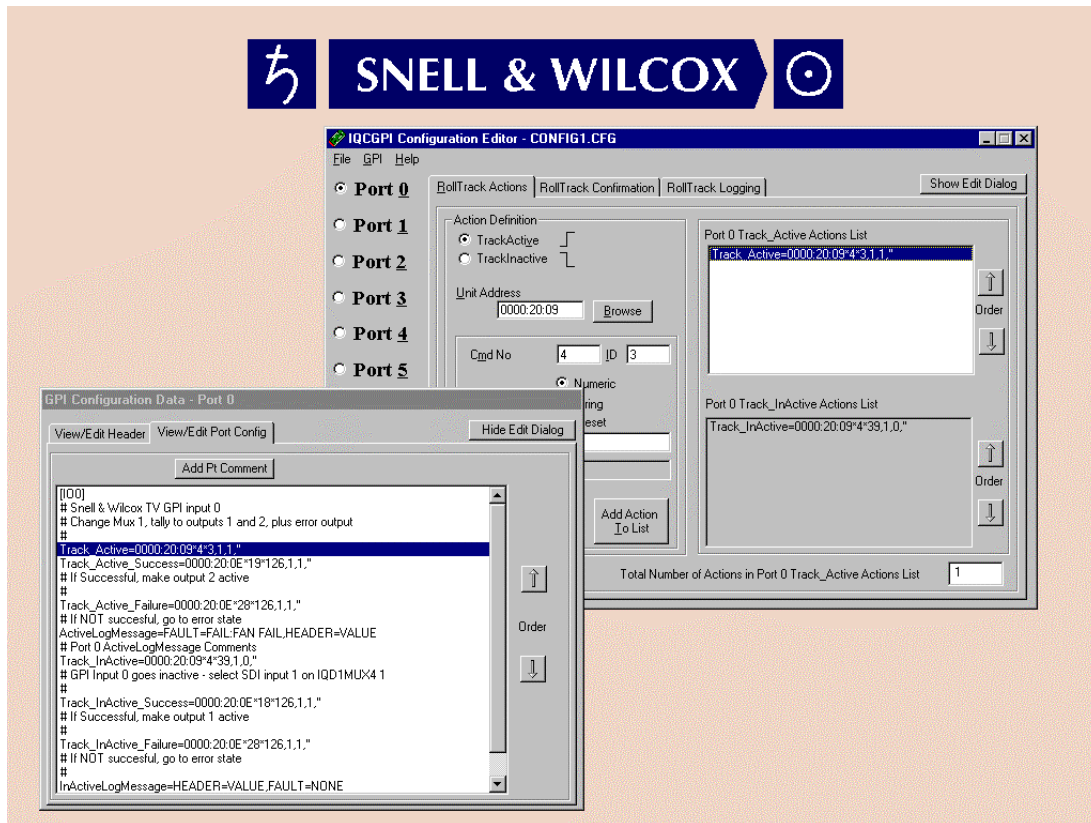 SNELL & WILCOX
IQCGPI Configuration Editor - CONFIG1.CFG
File GPI Help
Port 0
Port 1
Port 2
Port 3
Port 4
Port 5
RollTrack Actions
RollTrack Confirmation
RollTrack Logging
Show Edit Dialog
Action Definition
TrackActive
TrackInactive
Unit Address
0000:20:09
Browse
Cmd No
4
ID
3
Numeric
ring
eset
Add Action
To List
Port 0 Track_Active Actions List
Track_Active=0000:20:09*4*3,1,1,"
Order
Port 0 Track_InActive Actions List
Track_InActive=0000:20:09*4*39,1,0,"
Order
Total Number of Actions in Port 0 Track_Active Actions List
1
GPI Configuration Data - Port 0
View/Edit Header
View/Edit Port Config
Hide Edit Dialog
Add Pt Comment
[IO0]
# Snell & Wilcox TV GPI input 0
# Change Mux 1, tally to outputs 1 and 2, plus error output
#
Track_Active=0000:20:09*4*3,1,1,"
Track_Active_Success=0000:20:0E*19*126,1,1,"
# If Successful, make output 2 active
#
Track_Active_Failure=0000:20:0E*28*126,1,1,"
# If NOT succesful, go to error state
ActiveLogMessage=FAULT=FAIL:FAN FAIL,HEADER=VALUE
# Port 0 ActiveLogMessage Comments
Track_InActive=0000:20:09*4*39,1,0,"
# GPI Input 0 goes inactive - select SDI input 1 on IQD1MUX4 1
#
Track_InActive_Success=0000:20:0E*18*126,1,1,"
# If Successful, make output 1 active
#
Track_InActive_Failure=0000:20:0E*28*126,1,1,"
# If NOT succesful, go to error state
#
InActiveLogMessage=HEADER=VALUE,FAULT=NONE
Order